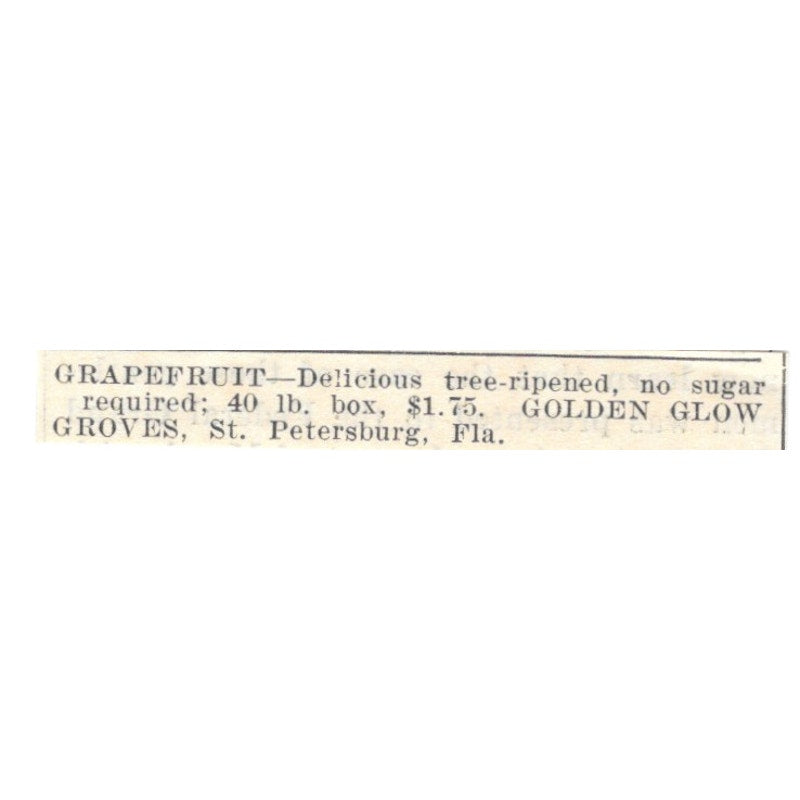 GRAPEFRUIT—Delicious tree-ripened, no sugar
required; 40 lb. box, $1.75. GOLDEN GLOW
GROVES, St. Petersburg, Fla.